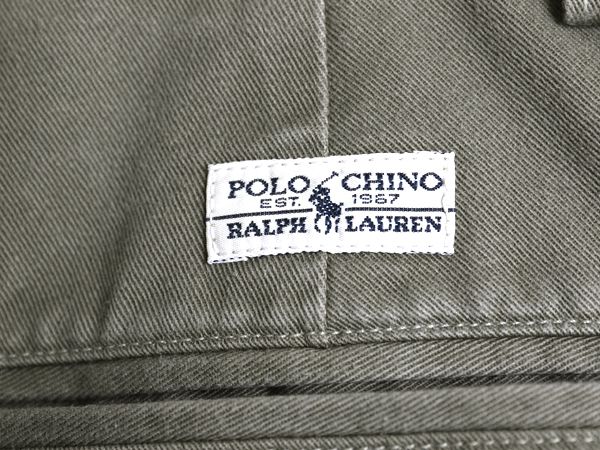 POLO CHINO
EST. 1967
RALPH LAUREN